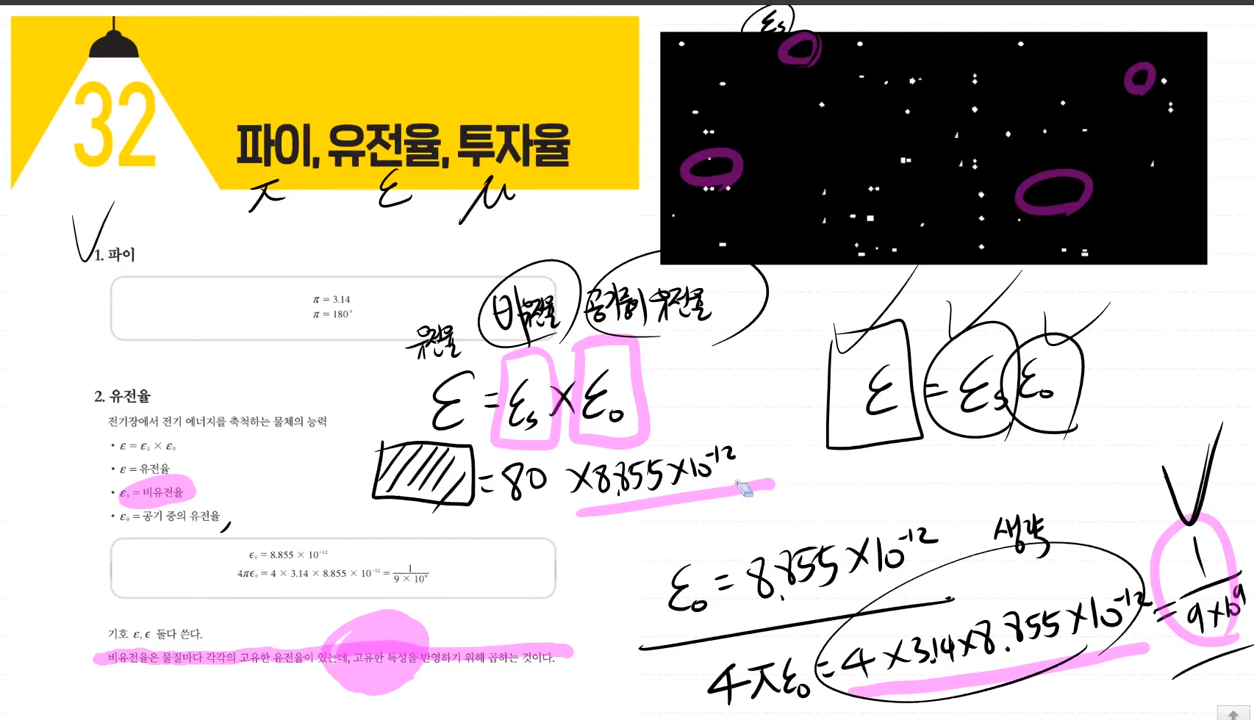 32
파이, 유전율, 투자율
π ε μ
1. 파이
π = 3.14
π = 180°
2. 유전율
전기장에서 전기 에너지를 축척하는 물체의 능력
• ε = εₛ × ε₀
• ε = 유전율
• εₛ = 비유전율
• ε₀ = 공기 중의 유전율
ϵ₀ = 8.855 × 10⁻¹²
4πϵ₀ = 4 × 3.14 × 8.855 × 10⁻¹² = 1/(9 × 10⁹)
기호 ε, ϵ 둘다 쓴다.
비유전율은 물질마다 각각의 고유한 유전율이 있는데, 고유한 특성을 반영하기 위해 곱하는 것이다.
εₛ
유전율 비유전율 공기중의 유전율
ε = εₛ × ε₀
= 80 × 8.855 × 10⁻¹²
ε = εₛ ε₀
생략
ε₀ = 8.855 × 10⁻¹²
4πε₀ = 4 × 3.14 × 8.855 × 10⁻¹² = 1/(9 × 10⁹)